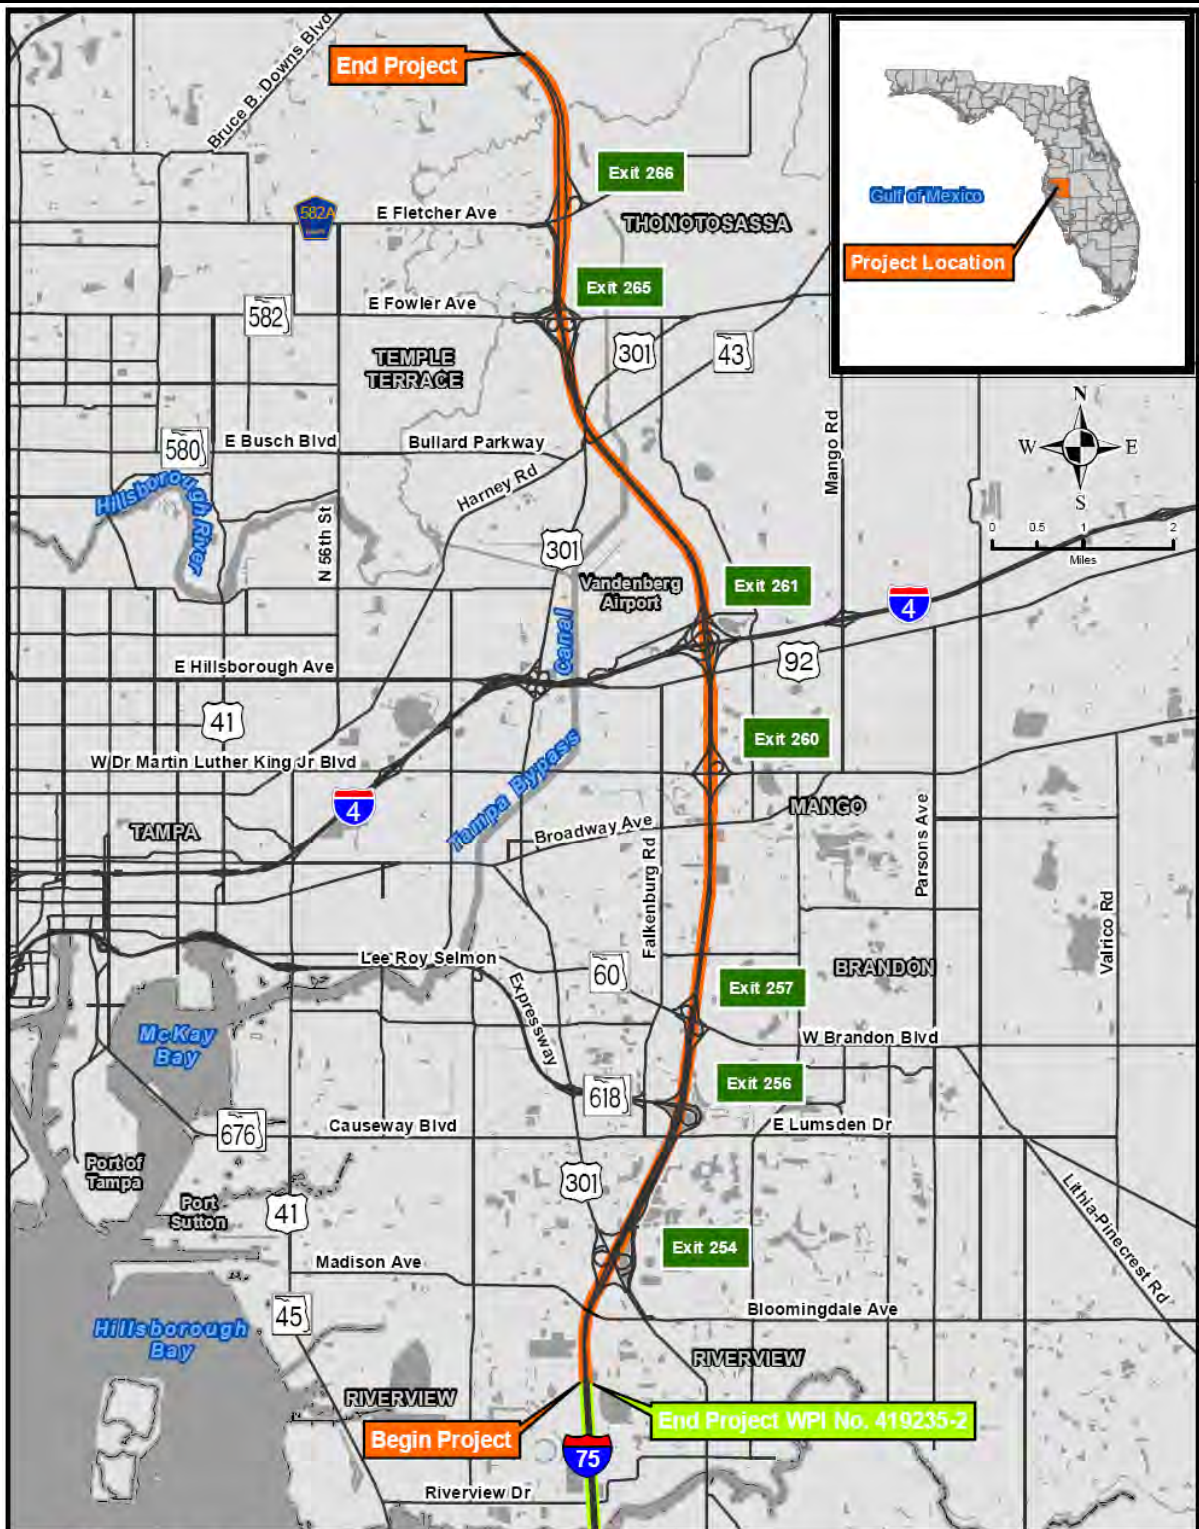 Bruce B. Downs Blvd
End Project
Exit 266
582A
E Fletcher Ave
THONOTOSASSA
Gulf of Mexico
Project Location
Exit 265
E Fowler Ave
582
TEMPLE
TERRACE
301
43
E Busch Blvd
Bullard Parkway
580
Harney Rd
Mango Rd
N
W
E
S
0
0.5
1
2
Miles
Hillsborough River
N 56th St
301
Vandenberg
Airport
Exit 261
4
Canal
E Hillsborough Ave
92
41
Exit 260
W Dr Martin Luther King Jr Blvd
Tampa Bypass
4
MANGO
TAMPA
Broadway Ave
Falkenburg Rd
Parsons Ave
Valrico Rd
Lee Roy Selmon
Expressway
60
BRANDON
Exit 257
McKay
Bay
W Brandon Blvd
Exit 256
618
676
Causeway Blvd
E Lumsden Dr
Port of
Tampa
Port
Sutton
301
41
Lithia-Pinecrest Rd
Exit 254
Madison Ave
45
Bloomingdale Ave
Hillsborough
Bay
RIVERVIEW
RIVERVIEW
Begin Project
End Project WPI No. 419235-2
75
Riverview Dr